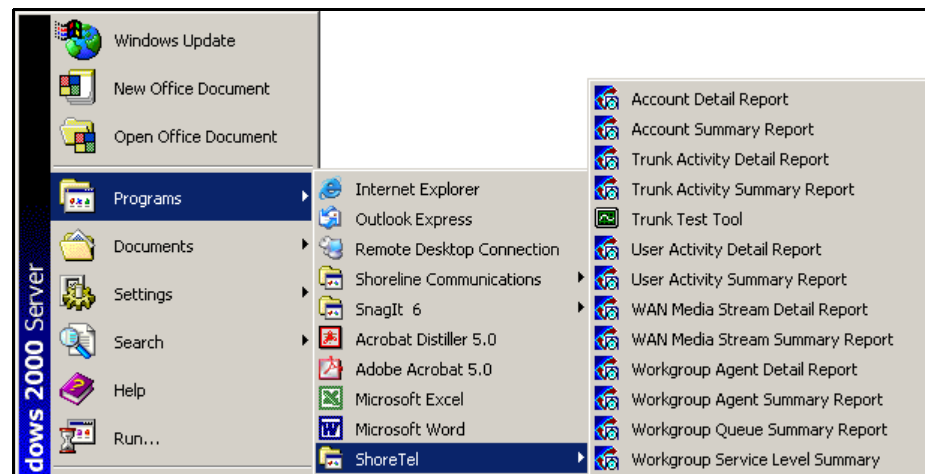 Windows Update
New Office Document
Open Office Document
Programs
Documents
Settings
Search
Help
Run...
dows 2000 Server
Internet Explorer
Outlook Express
Remote Desktop Connection
Shoreline Communications
SnagIt 6
Acrobat Distiller 5.0
Adobe Acrobat 5.0
Microsoft Excel
Microsoft Word
ShoreTel
Account Detail Report
Account Summary Report
Trunk Activity Detail Report
Trunk Activity Summary Report
Trunk Test Tool
User Activity Detail Report
User Activity Summary Report
WAN Media Stream Detail Report
WAN Media Stream Summary Report
Workgroup Agent Detail Report
Workgroup Agent Summary Report
Workgroup Queue Summary Report
Workgroup Service Level Summary